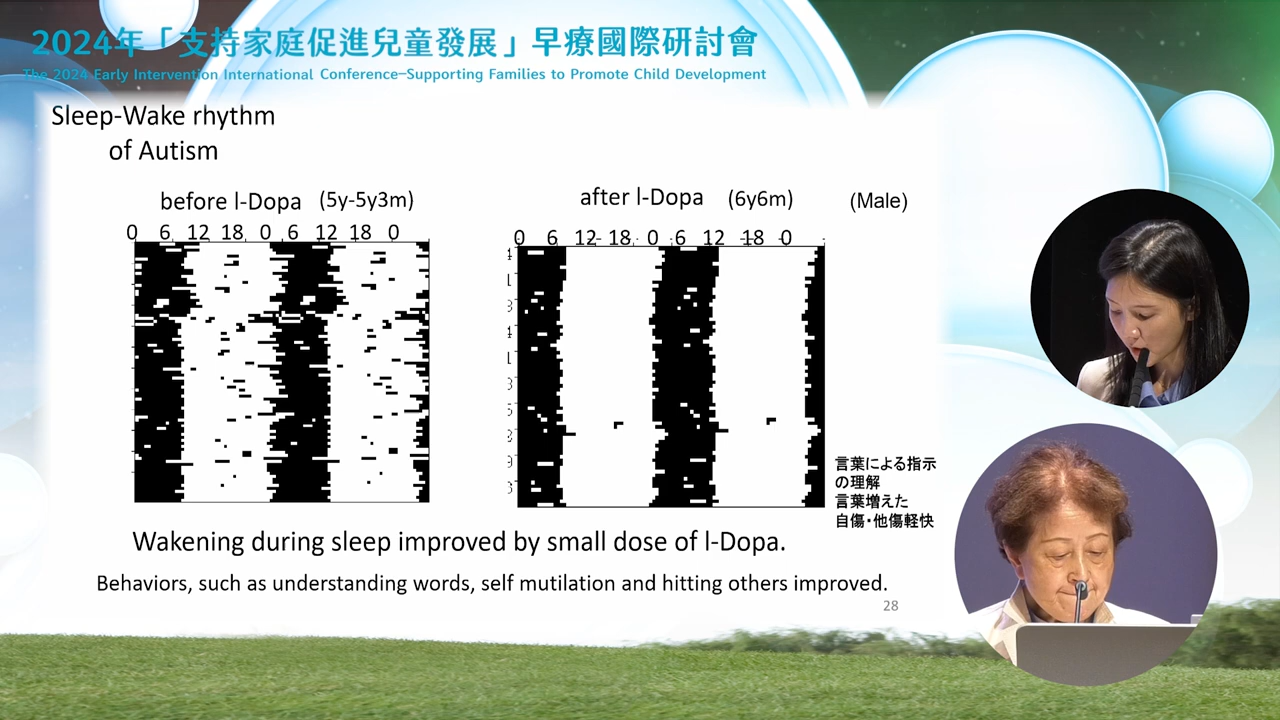 2024年「支持家庭促進兒童發展」早療國際研討會
The 2024 Early Intervention International Conference—Supporting Families to Promote Child Development
Sleep-Wake rhythm
of Autism
before l-Dopa (5y-5y3m)
after l-Dopa (6y6m) (Male)
0 6 12 18 0 6 12 18 0
0 6 12 18 0 6 12 18 0
言葉による指示
の理解
言葉増えた
自傷・他傷軽快
Wakening during sleep improved by small dose of l-Dopa.
Behaviors, such as understanding words, self mutilation and hitting others improved.
28